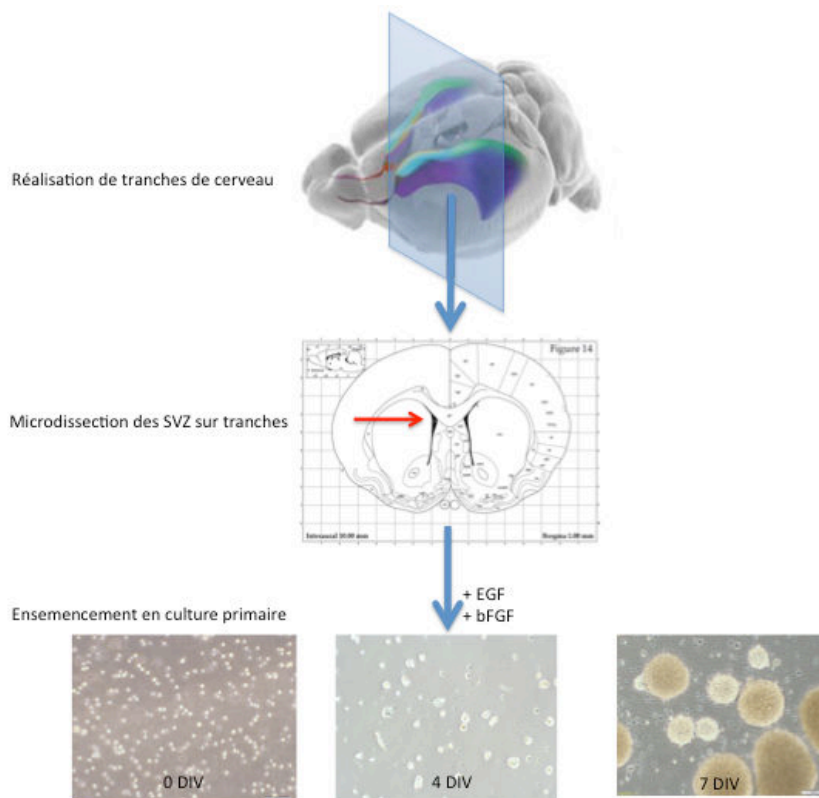 Réalisation de tranches de cerveau
Figure 14
Microdissection des SVZ sur tranches
Interaural 10.00 mm
Bregma 1.00 mm
+ EGF
+ bFGF
Ensemencement en culture primaire
0 DIV
4 DIV
7 DIV